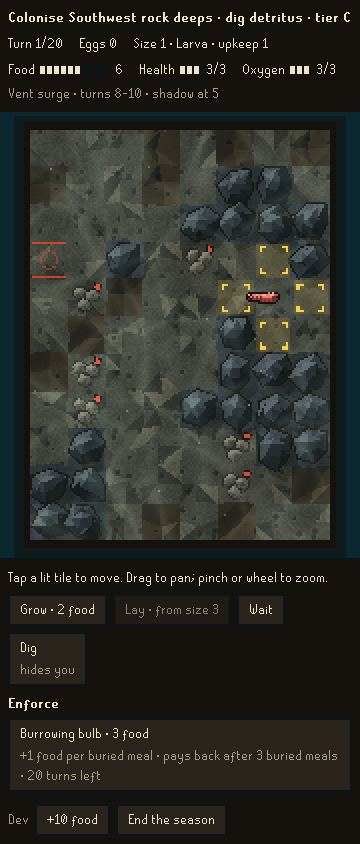 Colonise Southwest rock deeps · dig detritus · tier C
Turn 1/20 Eggs 0 Size 1 · Larva · upkeep 1
Food 6 Health 3/3 Oxygen 3/3
Vent surge · turns 8-10 · shadow at 5
Tap a lit tile to move. Drag to pan; pinch or wheel to zoom.
Grow · 2 food Lay · from size 3 Wait
Dig
hides you
Enforce
Burrowing bulb · 3 food
+1 food per buried meal · pays back after 3 buried meals
· 20 turns left
Dev +10 food End the season